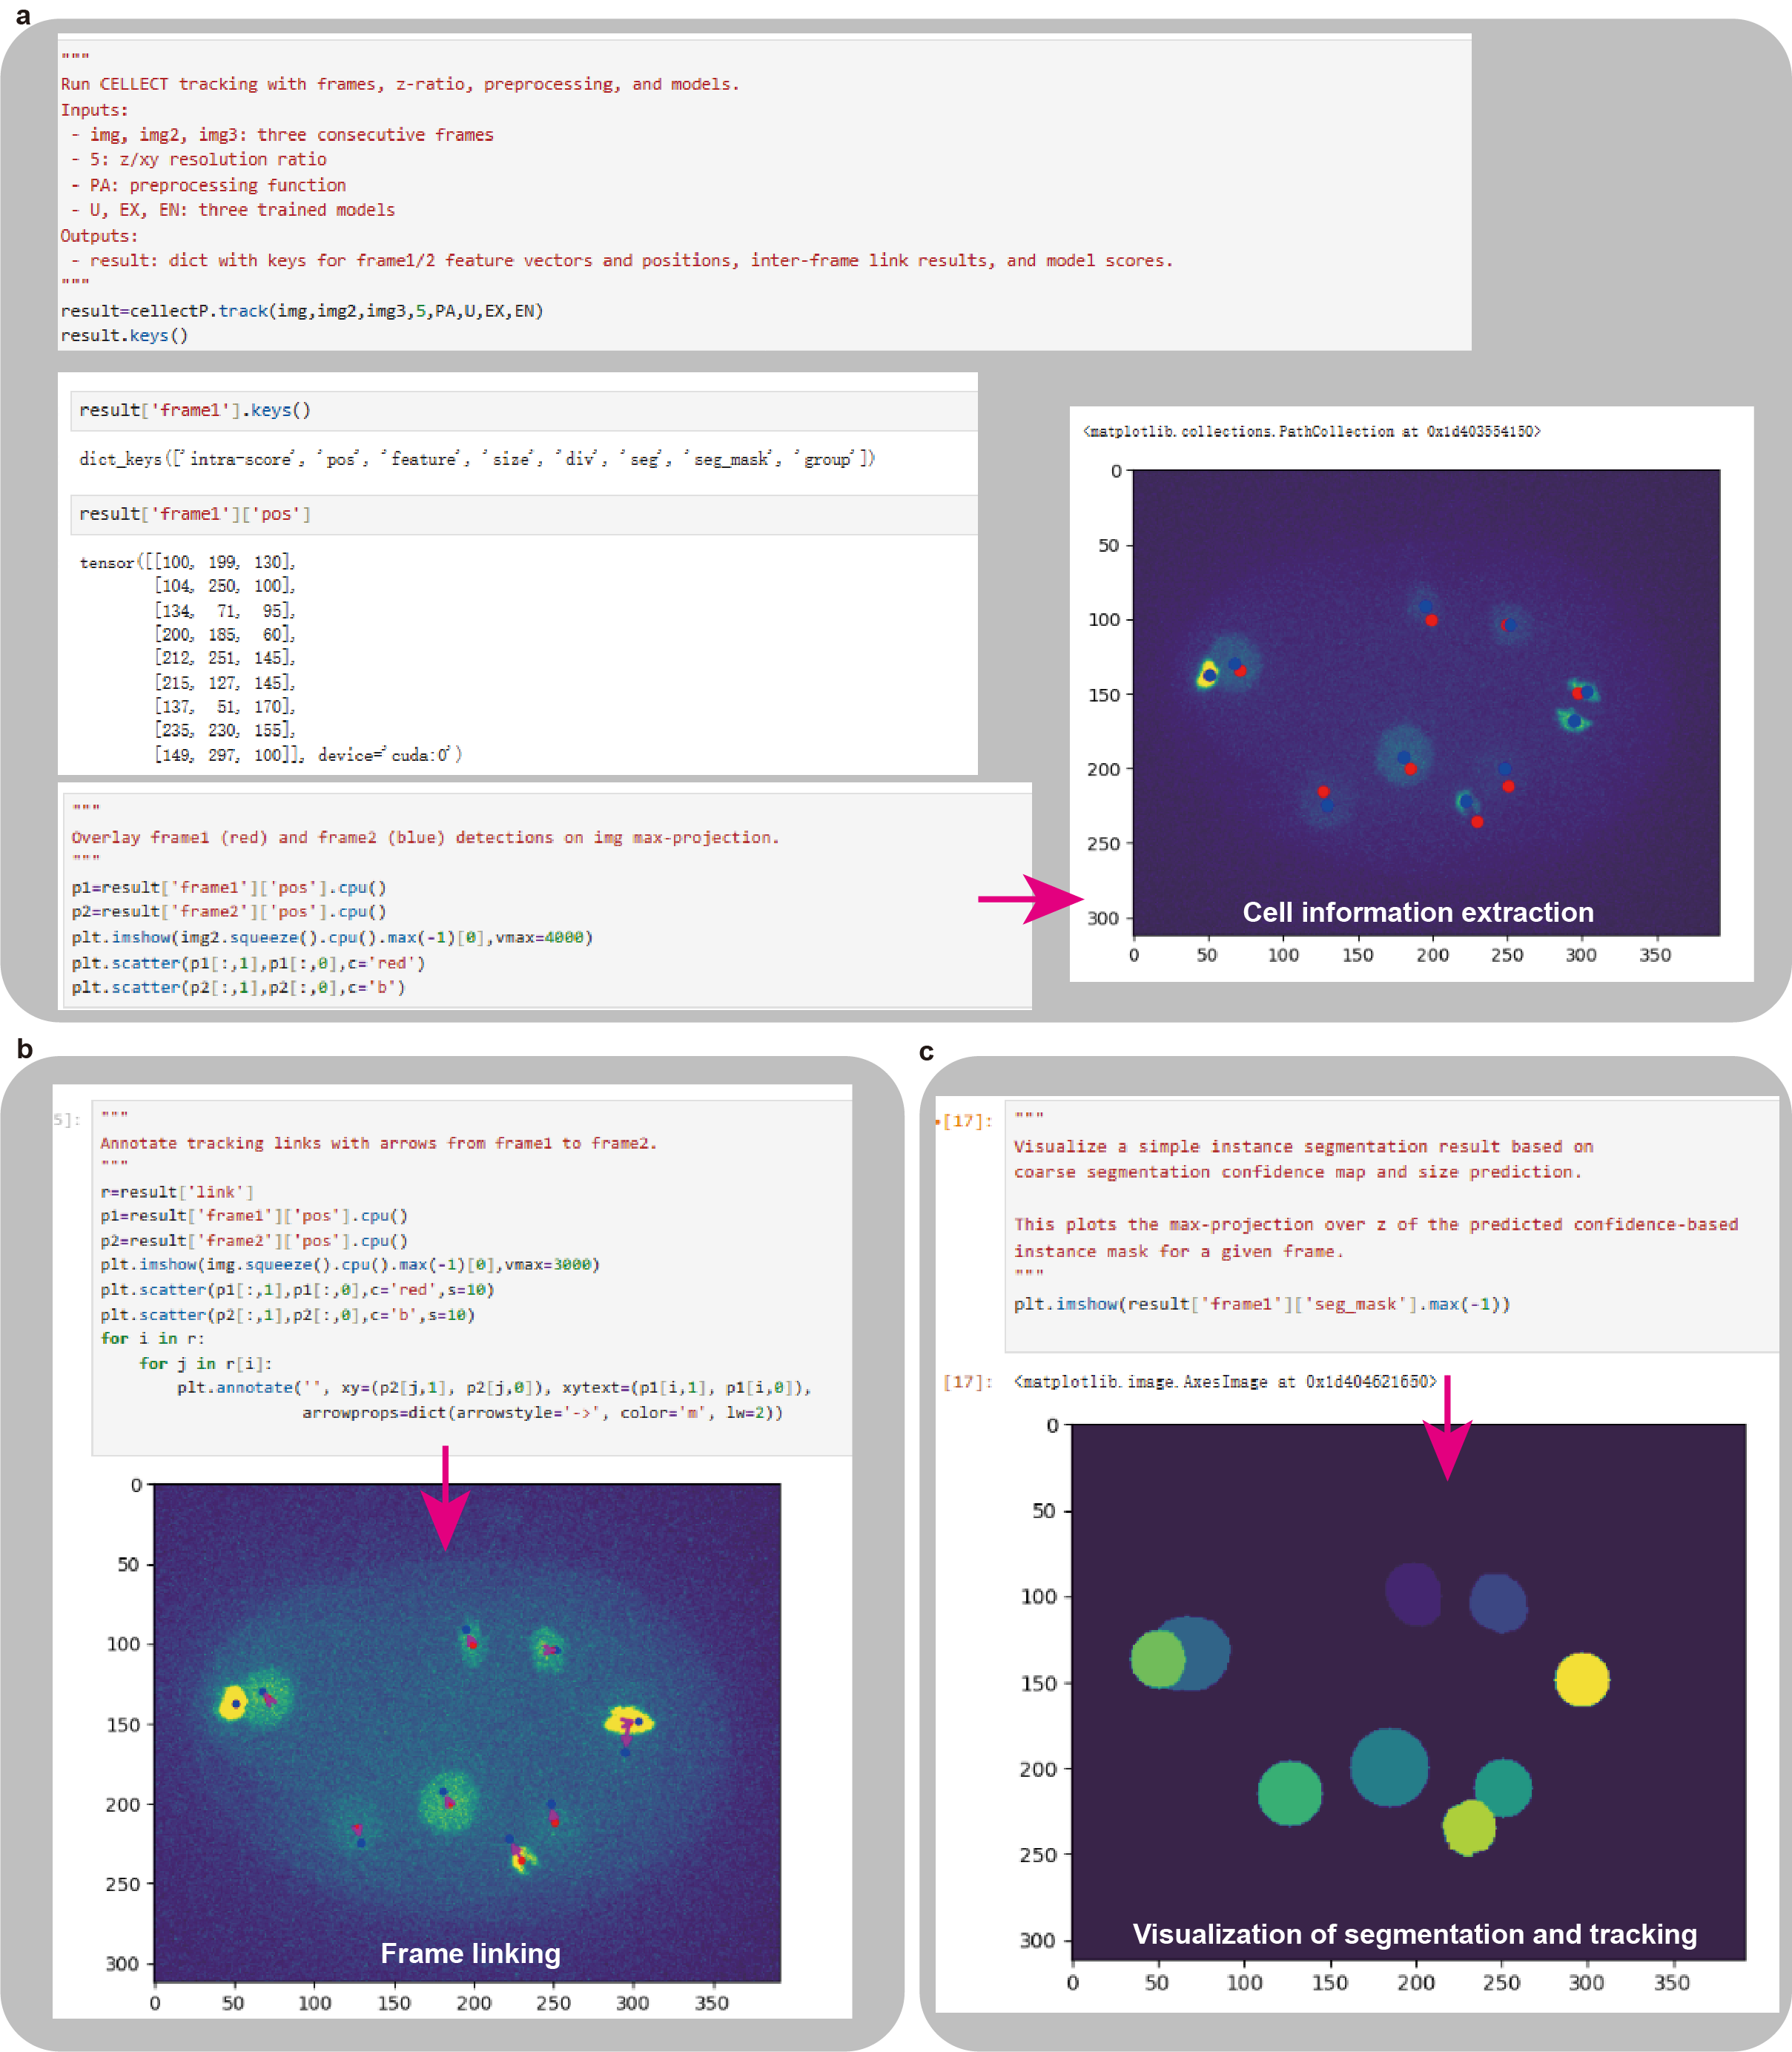 a
"""
Run CELLECT tracking with frames, z-ratio, preprocessing, and models.
Inputs:
- img, img2, img3: three consecutive frames
- 5: z/xy resolution ratio
- PA: preprocessing function
- U, EX, EN: three trained models
Outputs:
- result: dict with keys for frame1/2 feature vectors and positions, inter-frame link results, and model scores.
"""
result=cellectP.track(img,img2,img3,5,PA,U,EX,EN)
result.keys()
result['frame1'].keys()
dict_keys(['intra-score', 'pos', 'feature', 'size', 'div', 'seg', 'seg_mask', 'group'])
result['frame1']['pos']
tensor([[100, 199, 130],
[104, 250, 100],
[134, 71, 95],
[200, 185, 60],
[212, 251, 145],
[215, 127, 145],
[137, 51, 170],
[235, 230, 155],
[149, 297, 100]], device='cuda:0')
"""
Overlay frame1 (red) and frame2 (blue) detections on img max-projection.
"""
p1=result['frame1']['pos'].cpu()
p2=result['frame2']['pos'].cpu()
plt.imshow(img2.squeeze().cpu().max(-1)[0],vmax=4000)
plt.scatter(p1[:,1],p1[:,0],c='red')
plt.scatter(p2[:,1],p2[:,0],c='b')
<matplotlib.collections.PathCollection at 0x1d403554150>
0
50
100
150
200
250
300
Cell information extraction
0 50 100 150 200 250 300 350
b
5]:
"""
Annotate tracking links with arrows from frame1 to frame2.
"""
r=result['link']
p1=result['frame1']['pos'].cpu()
p2=result['frame2']['pos'].cpu()
plt.imshow(img.squeeze().cpu().max(-1)[0],vmax=3000)
plt.scatter(p1[:,1],p1[:,0],c='red',s=10)
plt.scatter(p2[:,1],p2[:,0],c='b',s=10)
for i in r:
for j in r[i]:
plt.annotate('', xy=(p2[j,1], p2[j,0]), xytext=(p1[i,1], p1[i,0]),
arrowprops=dict(arrowstyle='->', color='m', lw=2))
0
50
100
150
200
250
300
Frame linking
0 50 100 150 200 250 300 350
c
[17]:
"""
Visualize a simple instance segmentation result based on
coarse segmentation confidence map and size prediction.
This plots the max-projection over z of the predicted confidence-based
instance mask for a given frame.
"""
plt.imshow(result['frame1']['seg_mask'].max(-1))
[17]: <matplotlib.image.AxesImage at 0x1d404621650>
0
50
100
150
200
250
300
Visualization of segmentation and tracking
0 50 100 150 200 250 300 350